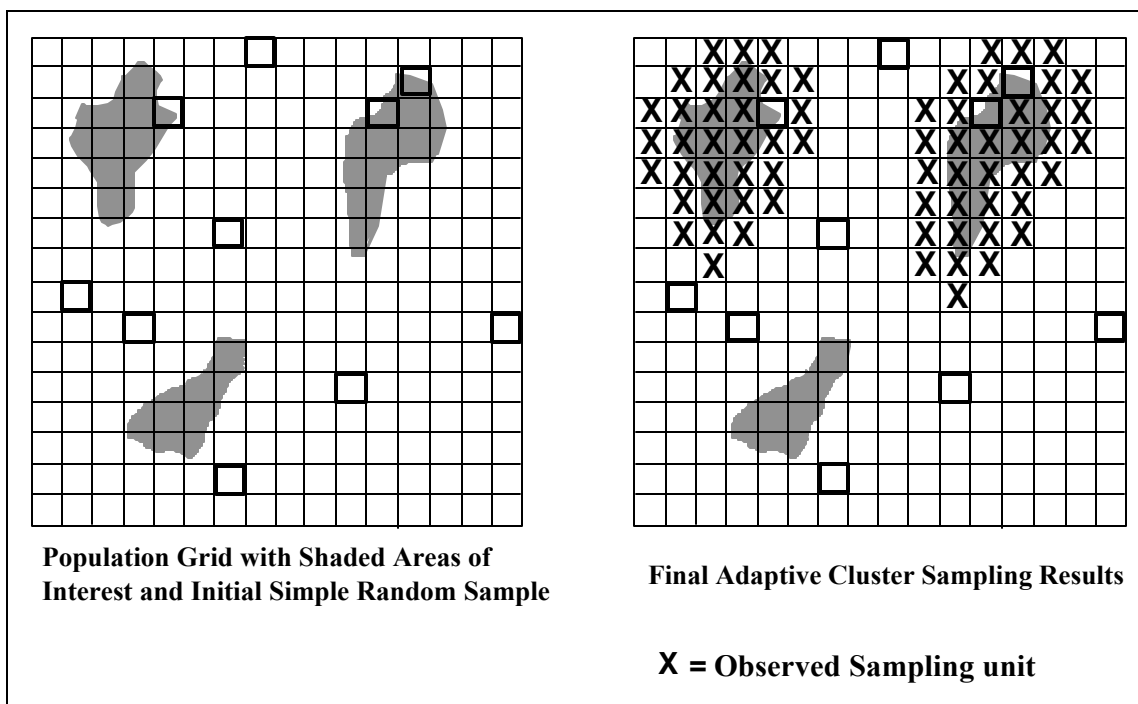 Population Grid with Shaded Areas of
Interest and Initial Simple Random Sample
Final Adaptive Cluster Sampling Results
X = Observed Sampling unit